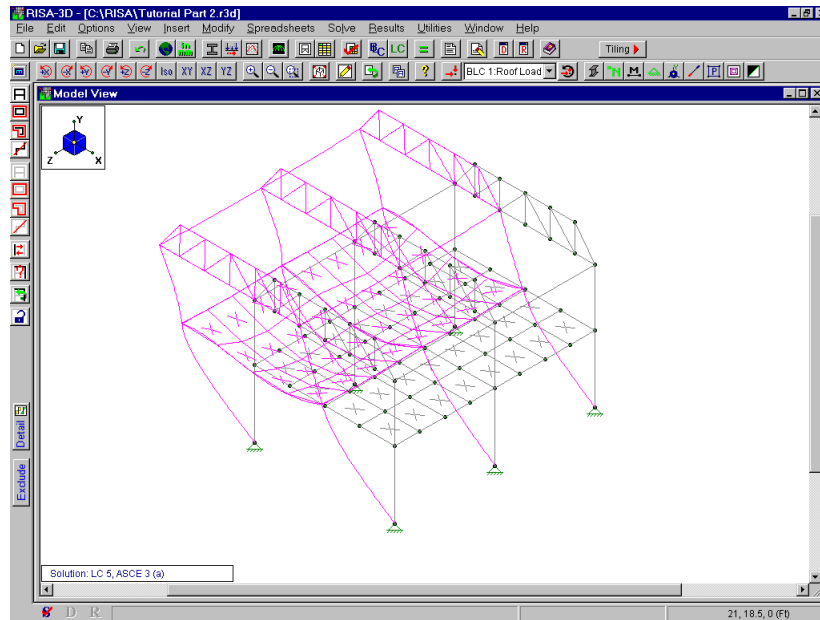 RISA-3D - [C:\RISA\Tutorial Part 2.r3d]
File Edit Options View Insert Modify Spreadsheets Solve Results Utilities Window Help
BC LC = D R Tiling
+X -X +Y -Y +Z -Z Iso XY XZ YZ ? BLC 1:Roof Load N M P
Model View
Y
Z X
Detail
Exclude
Solution: LC 5, ASCE 3 (a)
D R 21, 18.5, 0 (Ft)